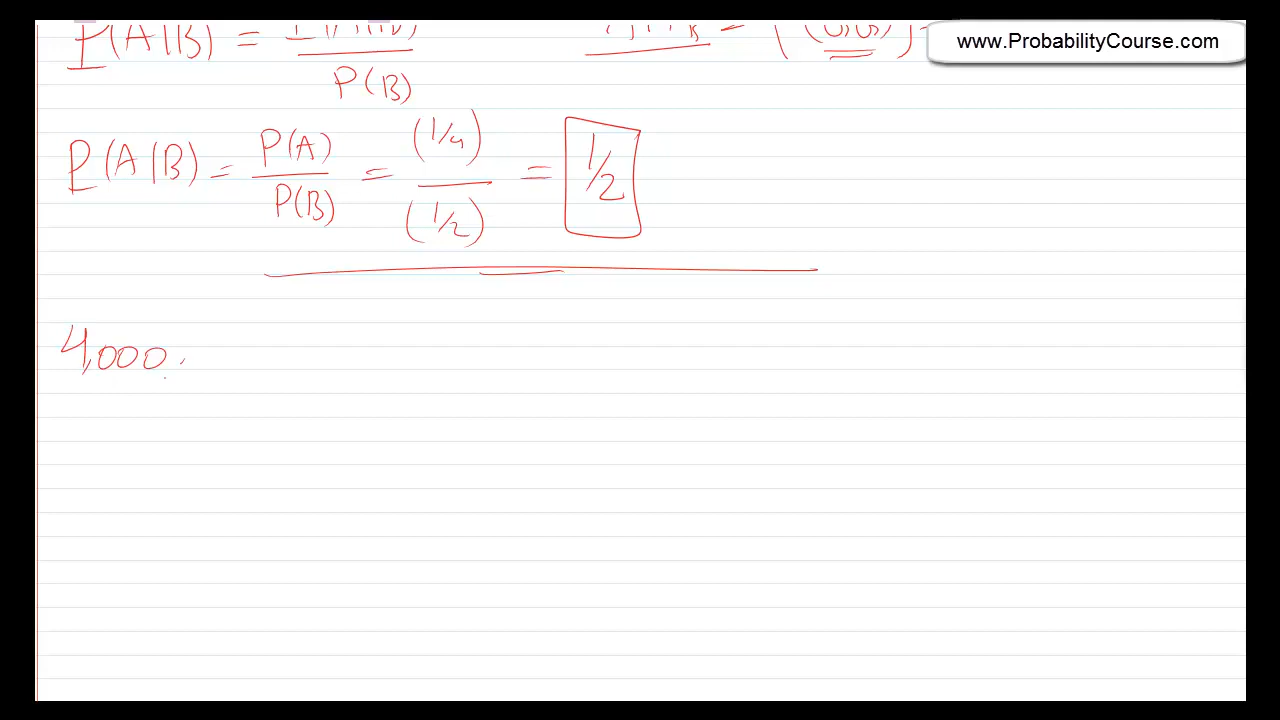 www.ProbabilityCourse.com
P(A|B) =
P(B)
P(A|B) = P(A) / P(B) = (1/4) / (1/2) = 1/2
4,000